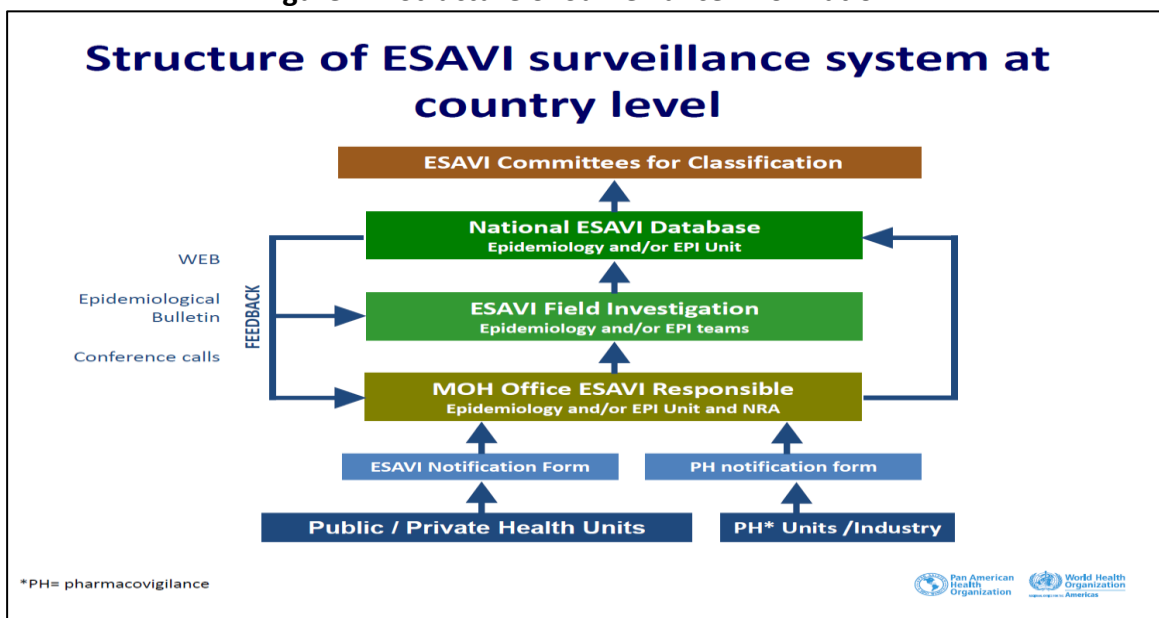 Structure of ESAVI surveillance system at
country level
ESAVI Committees for Classification
National ESAVI Database
Epidemiology and/or EPI Unit
WEB
Epidemiological
Bulletin
Conference calls
FEEDBACK
ESAVI Field Investigation
Epidemiology and/or EPI teams
MOH Office ESAVI Responsible
Epidemiology and/or EPI Unit and NRA
ESAVI Notification Form
PH notification form
Public / Private Health Units
PH* Units /Industry
*PH= pharmacovigilance
Pan American
Health
Organization
World Health
Organization
Americas